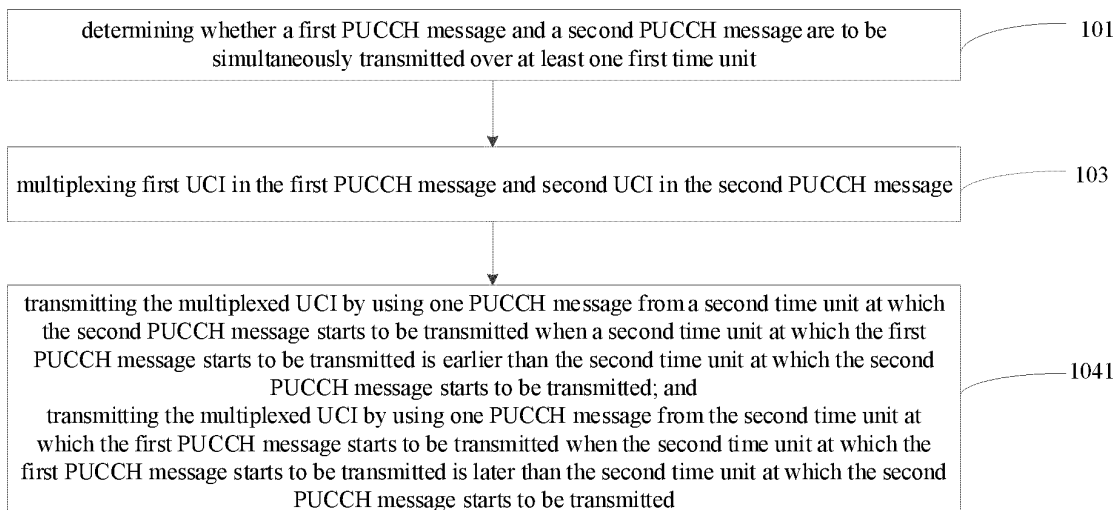 determining whether a first PUCCH message and a second PUCCH message are to be
simultaneously transmitted over at least one first time unit
101
multiplexing first UCI in the first PUCCH message and second UCI in the second PUCCH message
103
transmitting the multiplexed UCI by using one PUCCH message from a second time unit at which
the second PUCCH message starts to be transmitted when a second time unit at which the first
PUCCH message starts to be transmitted is earlier than the second time unit at which the second
PUCCH message starts to be transmitted; and
transmitting the multiplexed UCI by using one PUCCH message from the second time unit at
which the first PUCCH message starts to be transmitted when the second time unit at which the
first PUCCH message starts to be transmitted is later than the second time unit at which the second
PUCCH message starts to be transmitted
1041